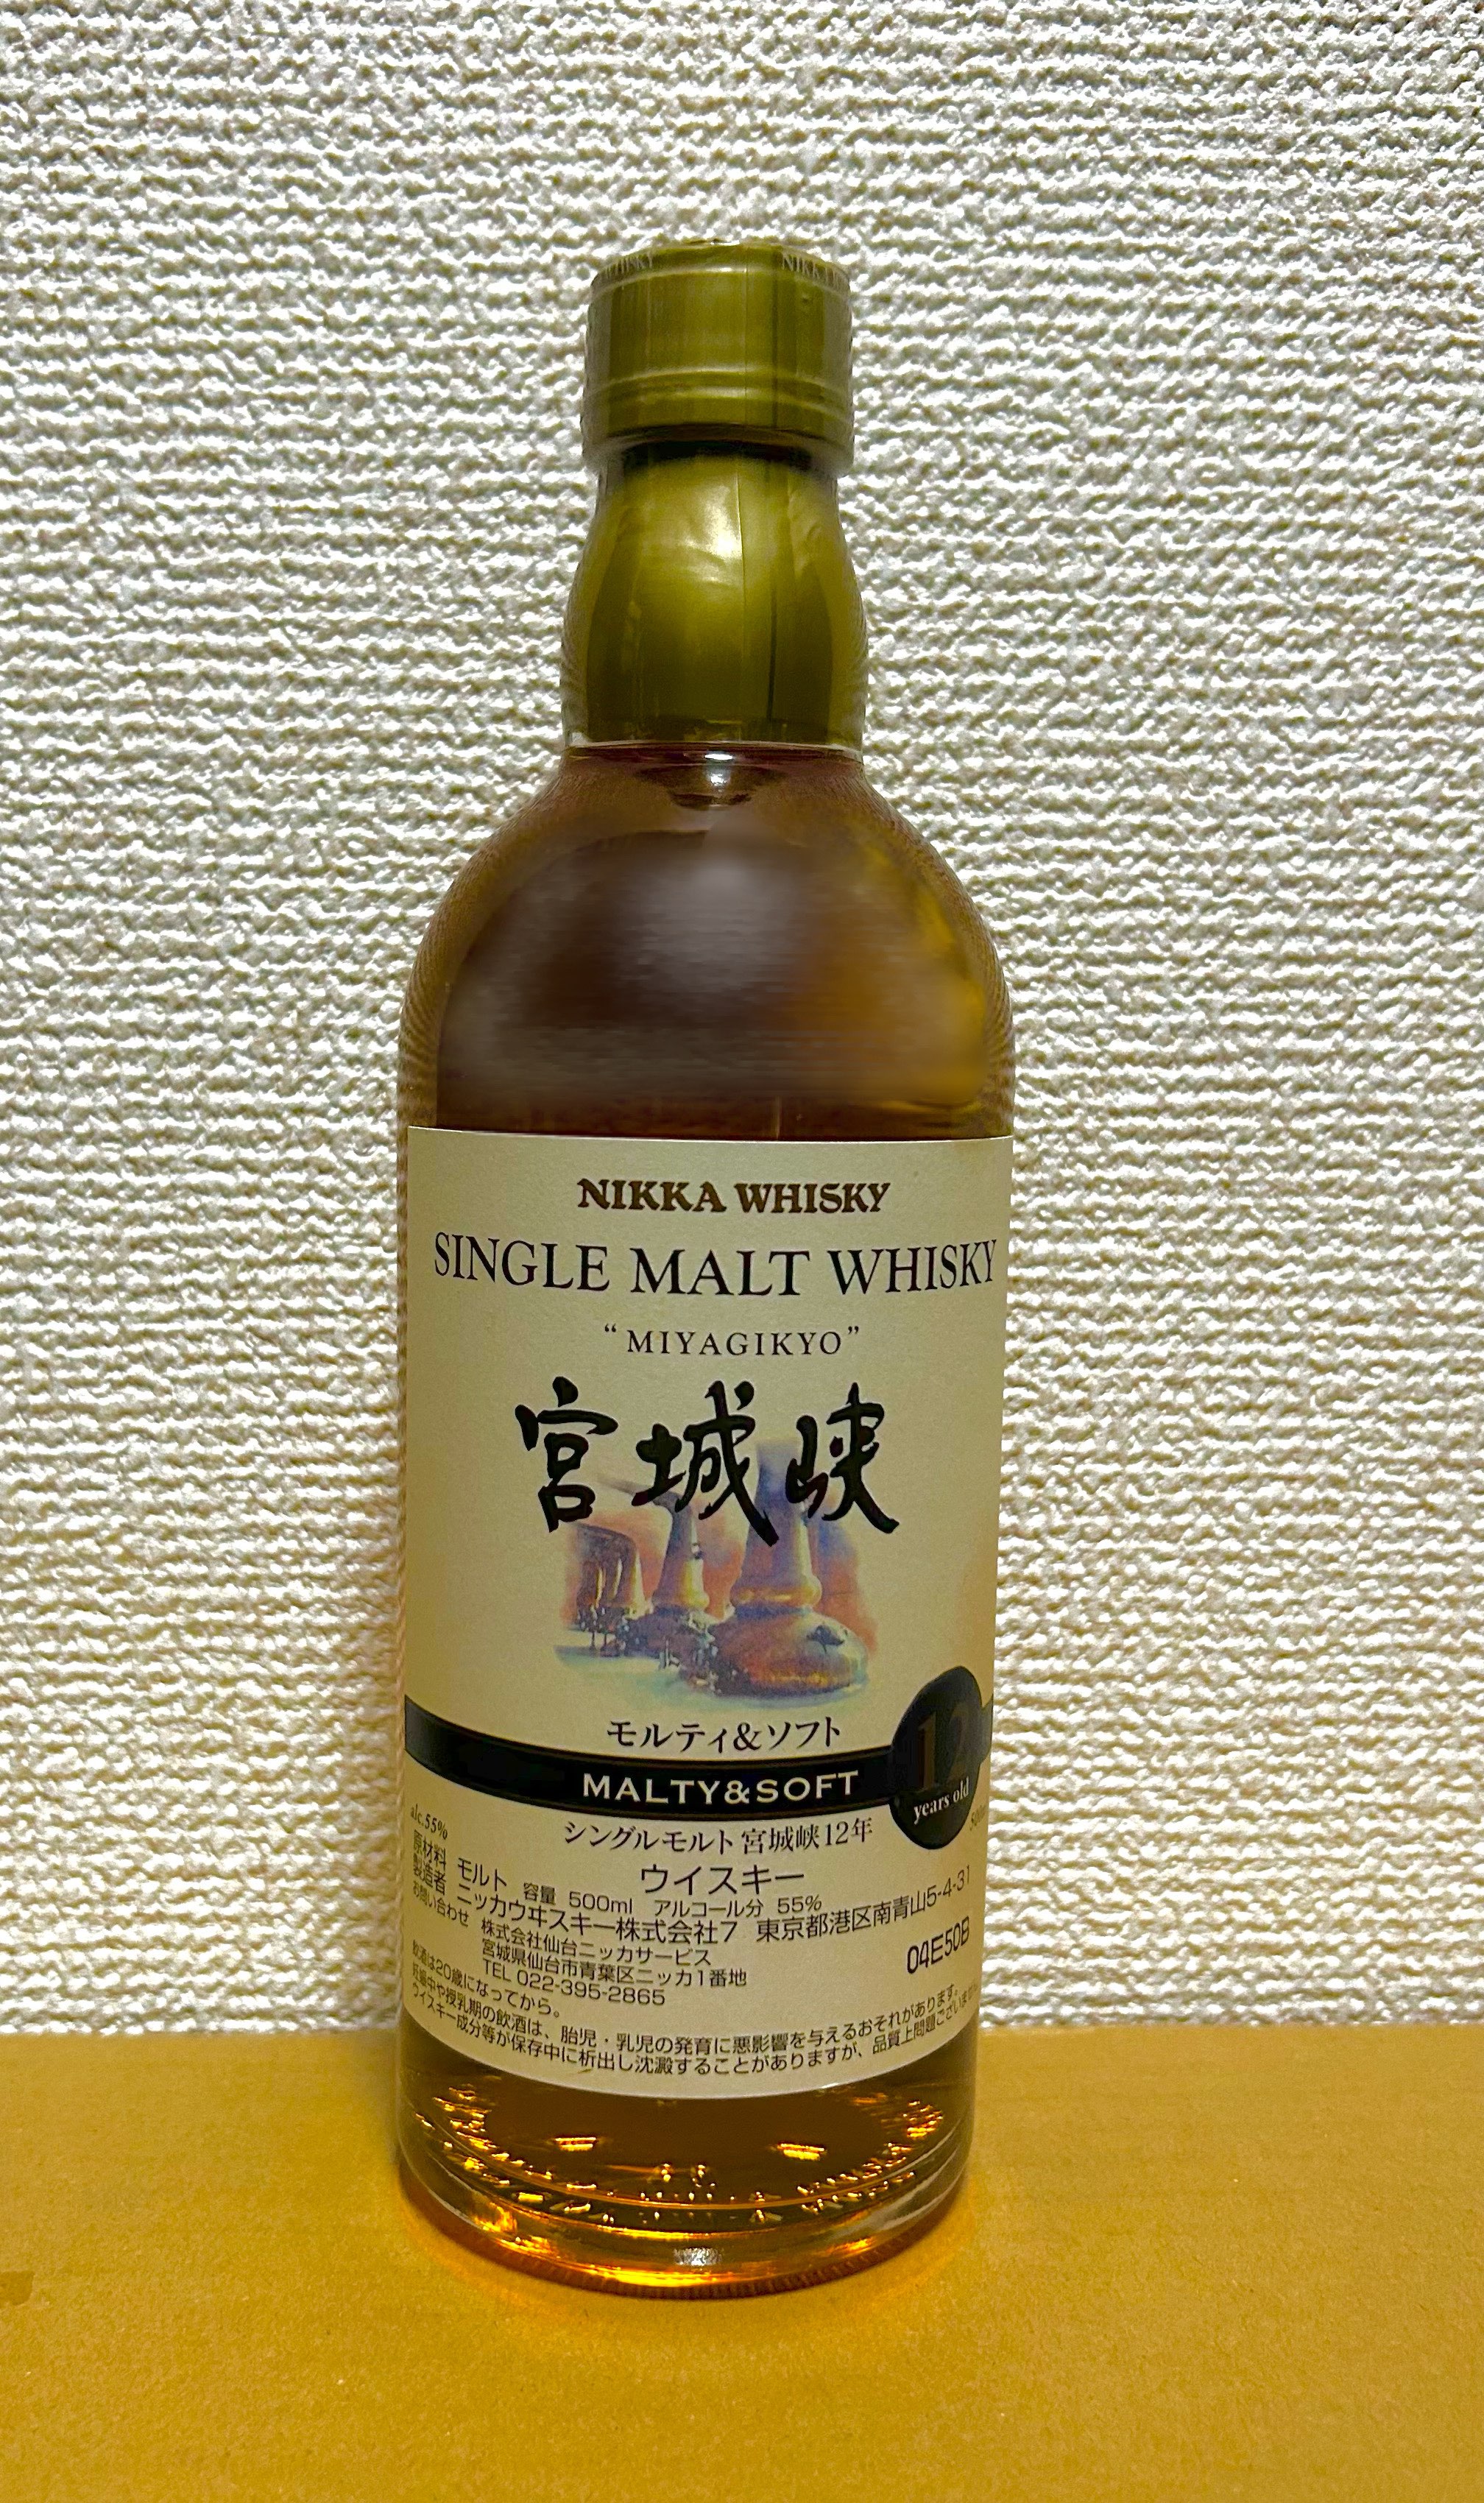 WHISKY NIKKA
NIKKA WHISKY
SINGLE MALT WHISKY
“MIYAGIKYO”
宮城峡
モルティ&ソフト
MALTY&SOFT
12
years old
シングルモルト 宮城峡12年
ウイスキー
alc.55%
原材料 モルト 容量 500ml アルコール分 55%
製造者 ニッカウヰスキー株式会社7 東京都港区南青山5-4-31
お問い合わせ 株式会社仙台ニッカサービス
宮城県仙台市青葉区ニッカ1番地
TEL 022-395-2865
04E50B
飲酒は20歳になってから。
妊娠中や授乳期の飲酒は、胎児・乳児の発育に悪影響を与えるおそれがあります。
ウイスキー成分等が保存中に析出し沈澱することがありますが、品質上問題ございません